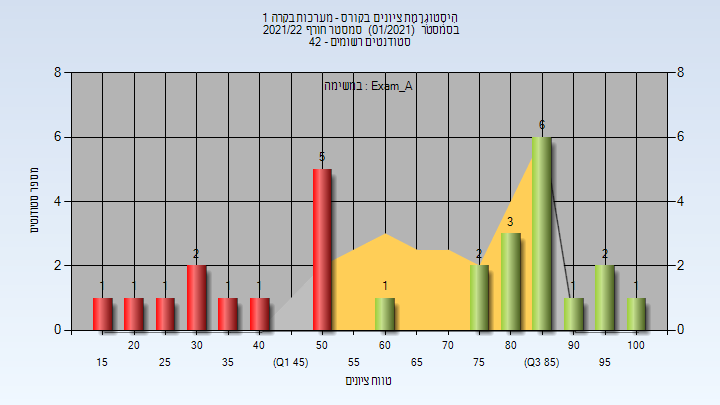 היסטוגרמת ציונים בקורס - מערכות בקרה 1
בסמסטר (01/2021) סמסטר חורף 2021/22
סטודנטים רשומים - 42
במשימה : Exam_A
8 8
6 6
4 4
2 2
0 0
מספר סטודנטים
1 1 1 2 1 1 5 1 2 3 6 1 2 1
20 30 40 50 60 70 80 90 100
15 25 35 (Q1 45) 55 65 75 (Q3 85) 95
טווח ציונים